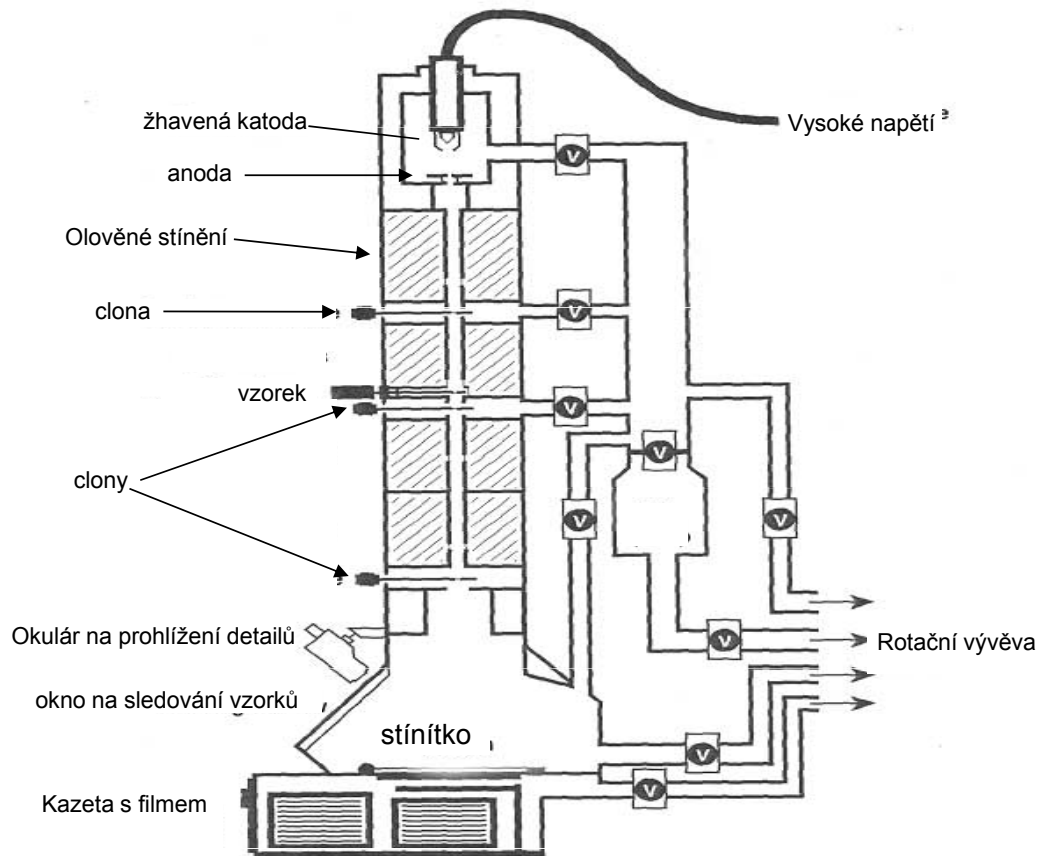 Vysoké napětí
žhavená katoda
anoda
Olověné stínění
clona
vzorek
clony
Okulár na prohlížení detailů
Rotační vývěva
okno na sledování vzorků
stínítko
Kazeta s filmem
V
V
V
V
V
V
V
V
V